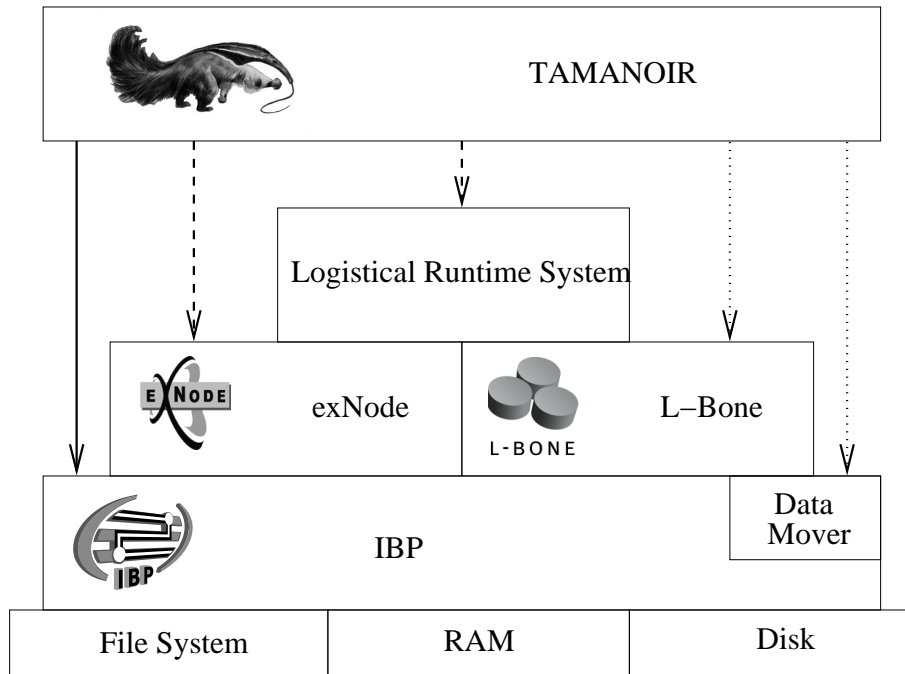 TAMANOIR
Logistical Runtime System
EXNODE
exNode
L-BONE
L−Bone
IBP
IBP
Data
Mover
File System
RAM
Disk